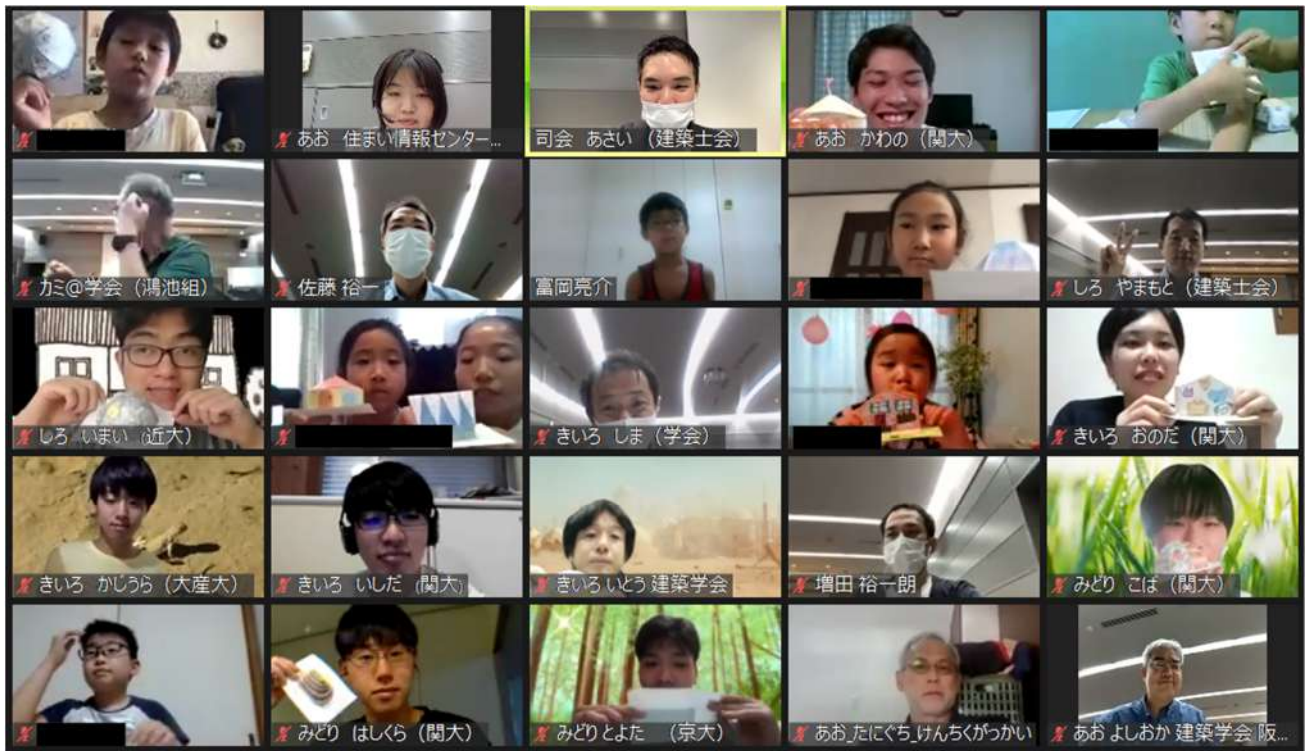 あお 住まい情報センター...
司会 あさい (建築士会)
あお かわの (関大)
カミ@学会 (鴻池組)
佐藤 裕一
富岡亮介
しろ やまもと (建築士会)
しろ いまい (近大)
きいろ しま (学会)
きいろ おのだ (関大)
きいろ かじうら (大産大)
きいろ いしだ (関大)
きいろ いとう 建築学会
増田 裕一朗
みどり こば (関大)
みどり はしくら (関大)
みどり とよた (京大)
あお_たにぐち_けんちくがっかい
あお よしおか 建築学会 阪...